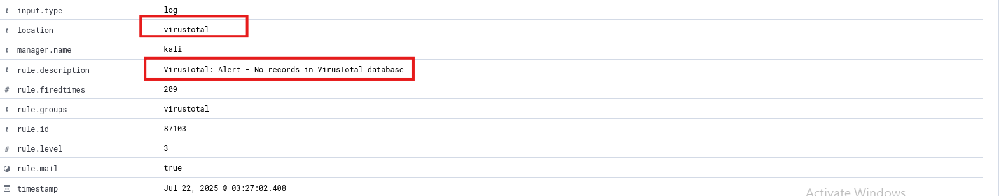 t input.type log
t location virustotal
t manager.name kali
t rule.description VirusTotal: Alert - No records in VirusTotal database
# rule.firedtimes 209
t rule.groups virustotal
t rule.id 87103
# rule.level 3
rule.mail true
timestamp Jul 22, 2025 @ 03:27:02.408
Activate Windows